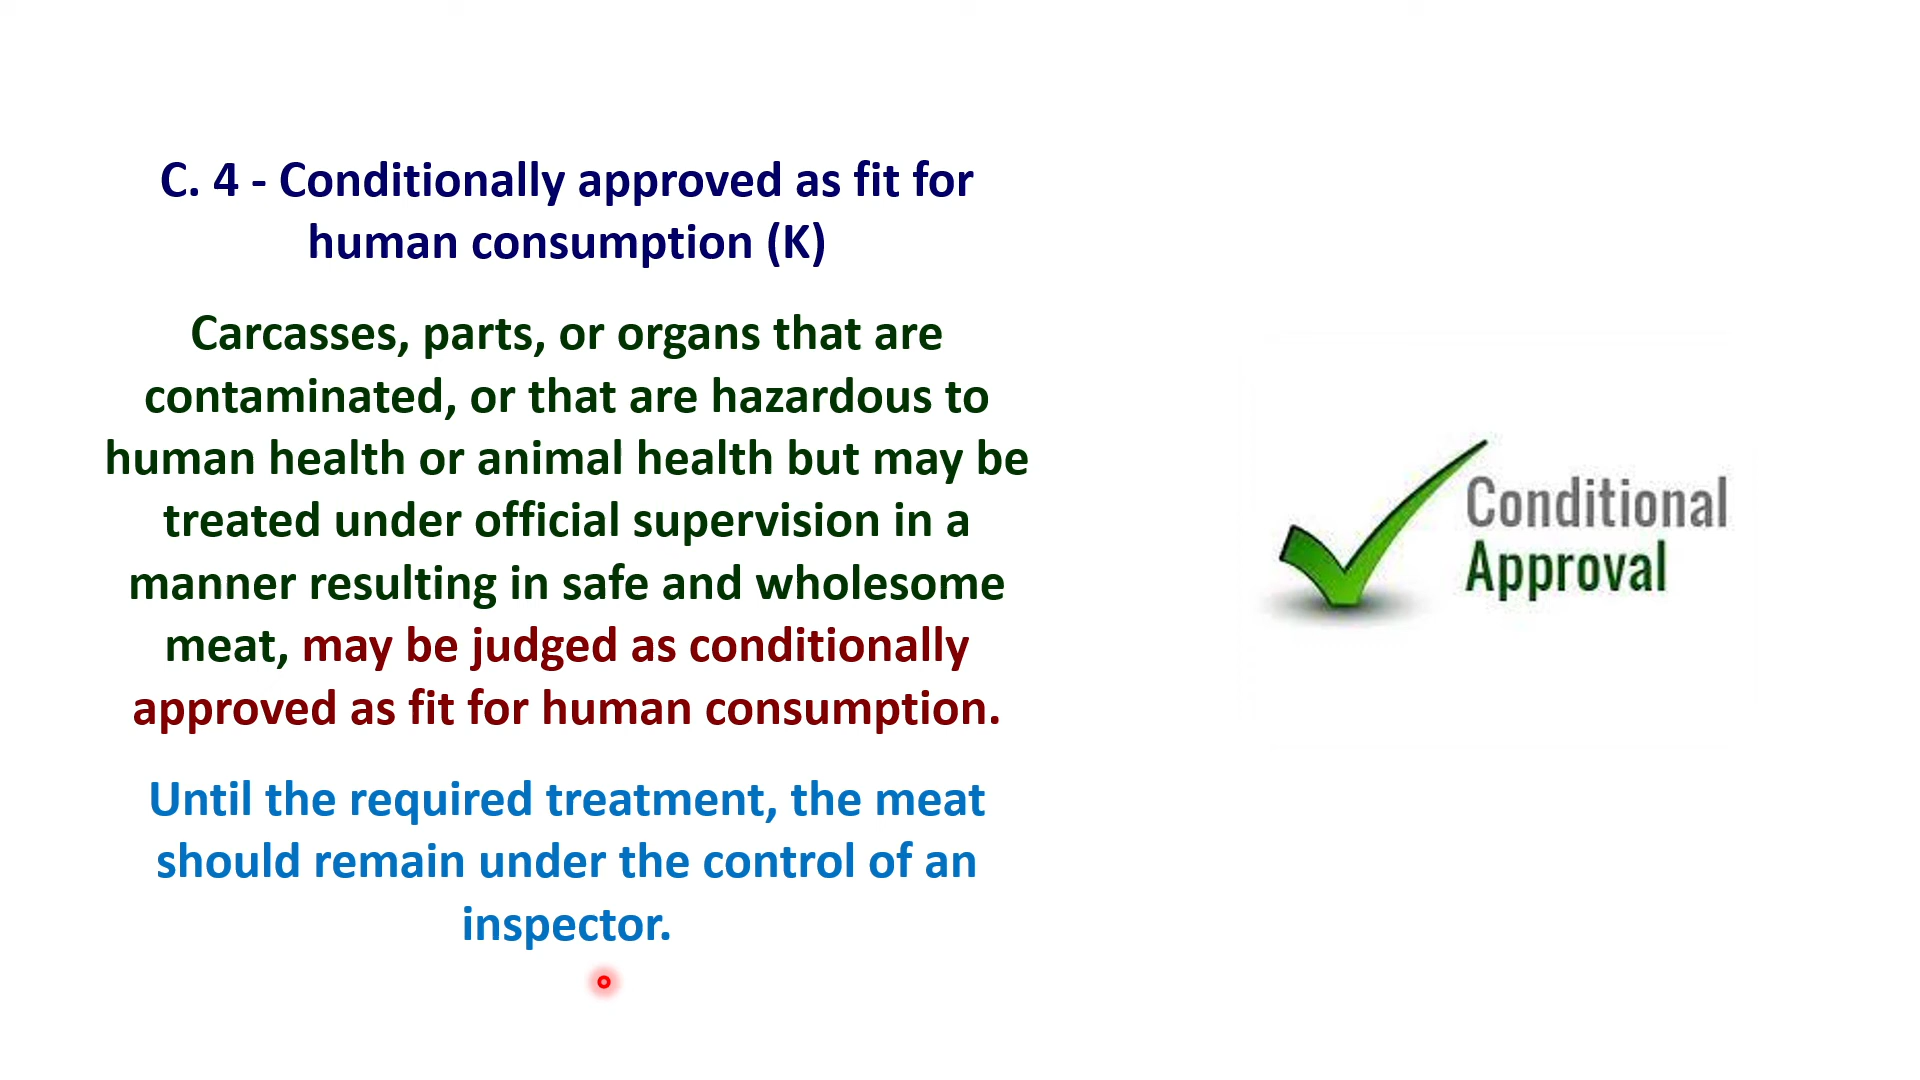 C. 4 - Conditionally approved as fit for
human consumption (K)
Carcasses, parts, or organs that are
contaminated, or that are hazardous to
human health or animal health but may be
treated under official supervision in a
manner resulting in safe and wholesome
meat, may be judged as conditionally
approved as fit for human consumption.
Until the required treatment, the meat
should remain under the control of an
inspector.
Conditional
Approval